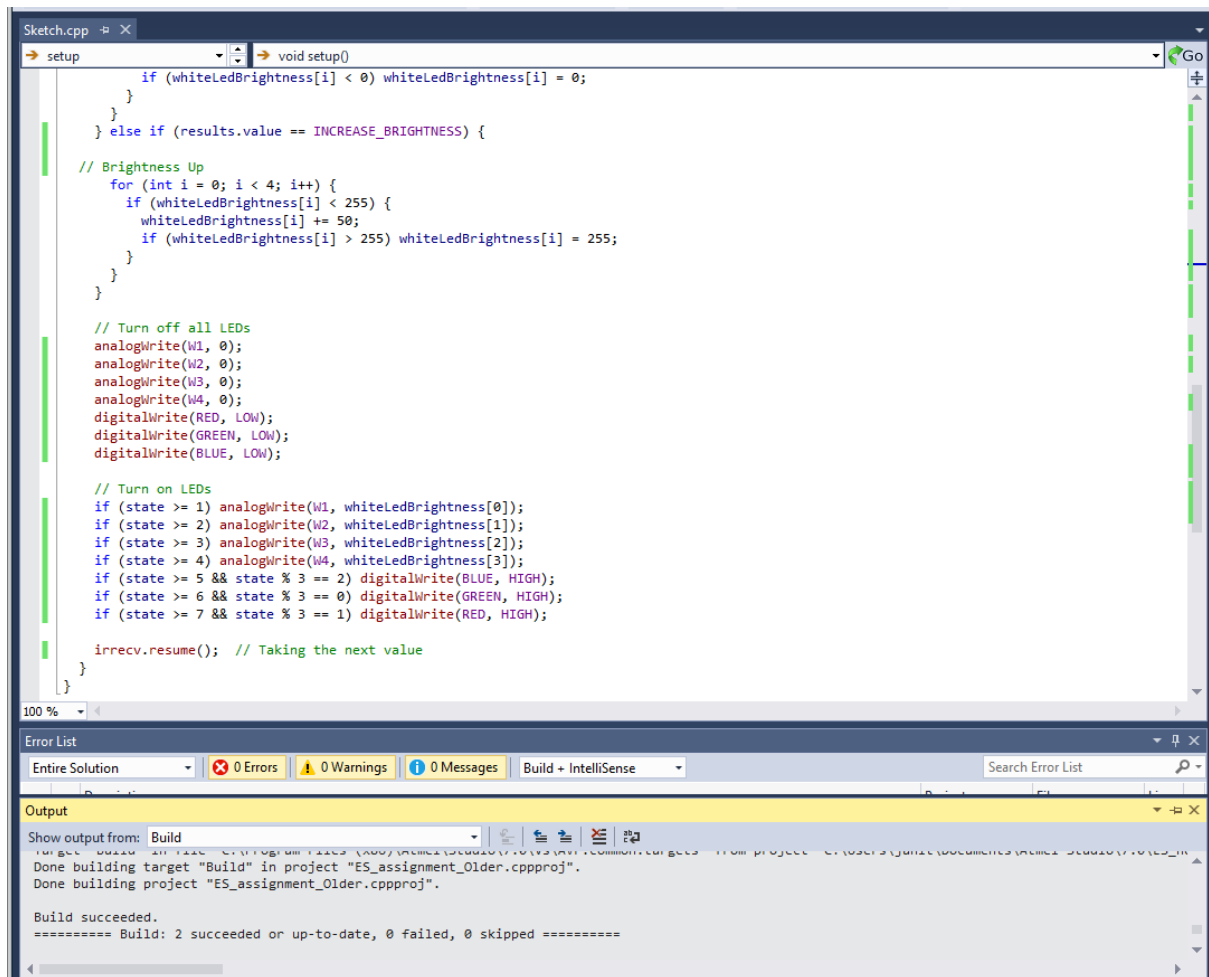 Sketch.cpp
setup
void setup()
Go
if (whiteLedBrightness[i] < 0) whiteLedBrightness[i] = 0;
}
}
} else if (results.value == INCREASE_BRIGHTNESS) {
// Brightness Up
for (int i = 0; i < 4; i++) {
if (whiteLedBrightness[i] < 255) {
whiteLedBrightness[i] += 50;
if (whiteLedBrightness[i] > 255) whiteLedBrightness[i] = 255;
}
}
}
// Turn off all LEDs
analogWrite(W1, 0);
analogWrite(W2, 0);
analogWrite(W3, 0);
analogWrite(W4, 0);
digitalWrite(RED, LOW);
digitalWrite(GREEN, LOW);
digitalWrite(BLUE, LOW);
// Turn on LEDs
if (state >= 1) analogWrite(W1, whiteLedBrightness[0]);
if (state >= 2) analogWrite(W2, whiteLedBrightness[1]);
if (state >= 3) analogWrite(W3, whiteLedBrightness[2]);
if (state >= 4) analogWrite(W4, whiteLedBrightness[3]);
if (state >= 5 && state % 3 == 2) digitalWrite(BLUE, HIGH);
if (state >= 6 && state % 3 == 0) digitalWrite(GREEN, HIGH);
if (state >= 7 && state % 3 == 1) digitalWrite(RED, HIGH);
irrecv.resume();  // Taking the next value
}
}
100 %
Error List
Entire Solution
0 Errors
0 Warnings
0 Messages
Build + IntelliSense
Search Error List
Output
Show output from: Build
Done building target "Build" in project "ES_assignment_Older.cppproj".
Done building project "ES_assignment_Older.cppproj".
Build succeeded.
========== Build: 2 succeeded or up-to-date, 0 failed, 0 skipped ==========